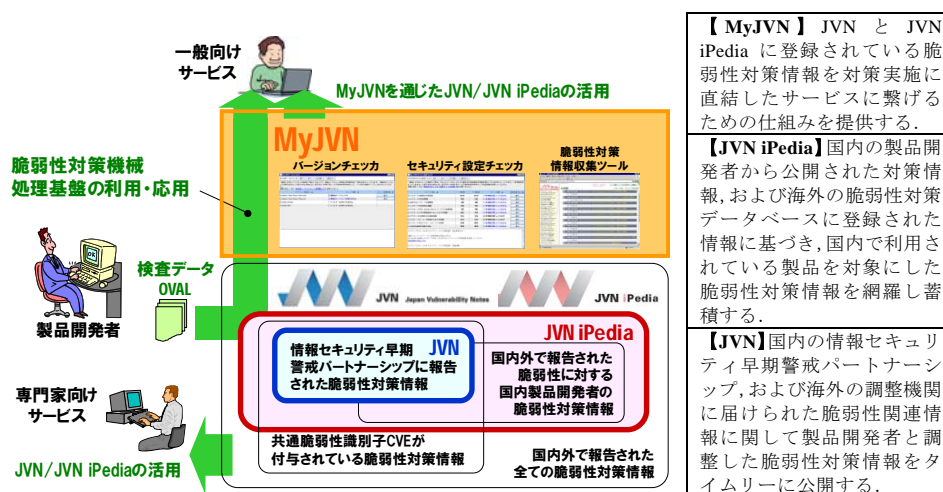 一般向け
サービス
MyJVNを通じたJVN/JVN iPediaの活用
MyJVN
バージョンチェッカ
セキュリティ設定チェッカ
脆弱性対策
情報収集ツール
脆弱性対策機械
処理基盤の利用・応用
検査データ
OVAL
製品開発者
JVN Japan Vulnerability Notes
JVN iPedia
JVN iPedia
JVN
情報セキュリティ早期
警戒パートナーシップに報告
された脆弱性対策情報
国内外で報告された
脆弱性に対する
国内製品開発者の
脆弱性対策情報
専門家向け
サービス
共通脆弱性識別子CVEが
付与されている脆弱性対策情報
国内外で報告された
全ての脆弱性対策情報
JVN/JVN iPediaの活用
【MyJVN】 JVN と JVN
iPedia に登録されている脆
弱性対策情報を対策実施に
直結したサービスに繋げる
ための仕組みを提供する.
【JVN iPedia】国内の製品開
発者から公開された対策情
報,および海外の脆弱性対策
データベースに登録された
情報に基づき,国内で利用さ
れている製品を対象にした
脆弱性対策情報を網羅し蓄
積する.
【JVN】国内の情報セキュリ
ティ早期警戒パートナーシ
ップ,および海外の調整機関
に届けられた脆弱性関連情
報に関して製品開発者と調
整した脆弱性対策情報をタ
イムリーに公開する.